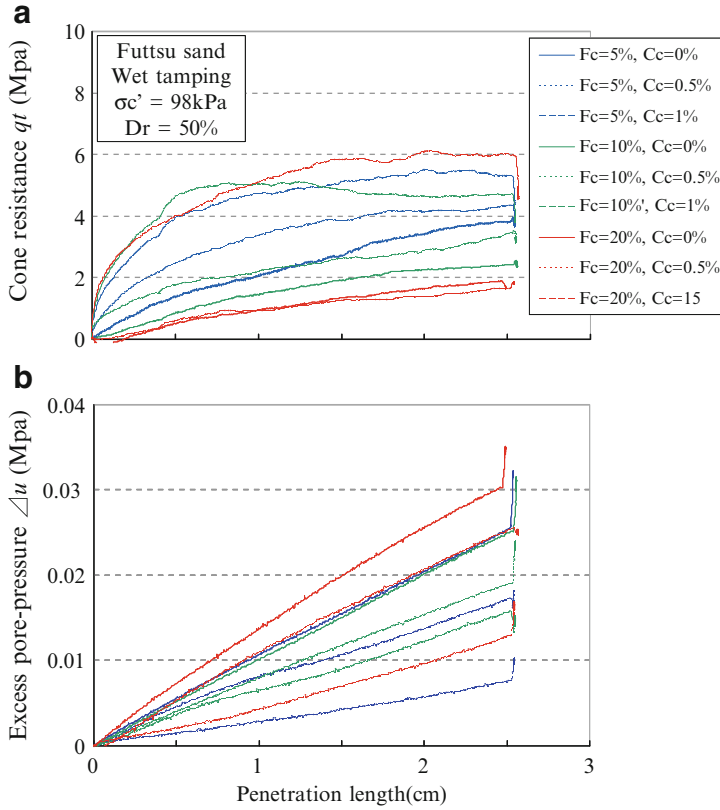 a
10
8
6
4
2
0
Cone resistance qt (Mpa)
Futtsu sand
Wet tamping
σc' = 98kPa
Dr = 50%
Fc=5%, Cc=0%
Fc=5%, Cc=0.5%
Fc=5%, Cc=1%
Fc=10%, Cc=0%
Fc=10%, Cc=0.5%
Fc=10%', Cc=1%
Fc=20%, Cc=0%
Fc=20%, Cc=0.5%
Fc=20%, Cc=15
b
0.04
0.03
0.02
0.01
0
Excess pore-pressure ⊿u (Mpa)
0
1
2
3
Penetration length(cm)